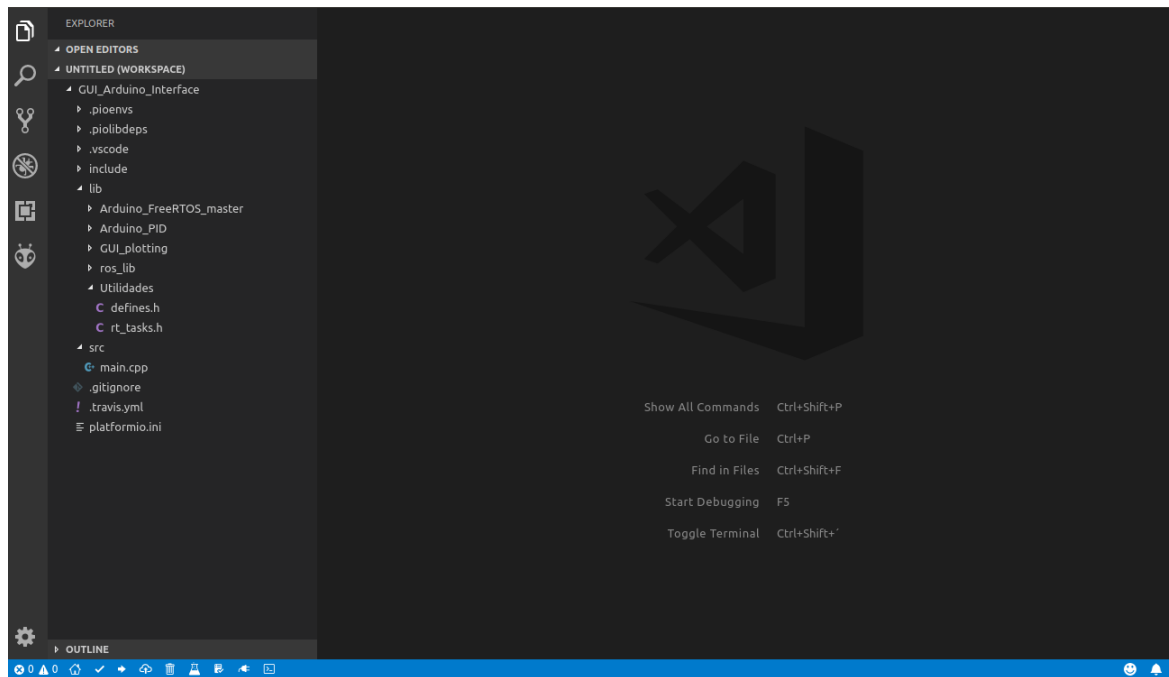 EXPLORER
OPEN EDITORS
UNTITLED (WORKSPACE)
GUI_Arduino_Interface
.pioenvs
.piolibdeps
.vscode
include
lib
Arduino_FreeRTOS_master
Arduino_PID
GUI_plotting
ros_lib
Utilidades
C defines.h
C rt_tasks.h
src
main.cpp
.gitignore
! .travis.yml
platformio.ini
OUTLINE
Show All Commands Ctrl+Shift+P
Go to File Ctrl+P
Find in Files Ctrl+Shift+F
Start Debugging F5
Toggle Terminal Ctrl+Shift+´
0 0